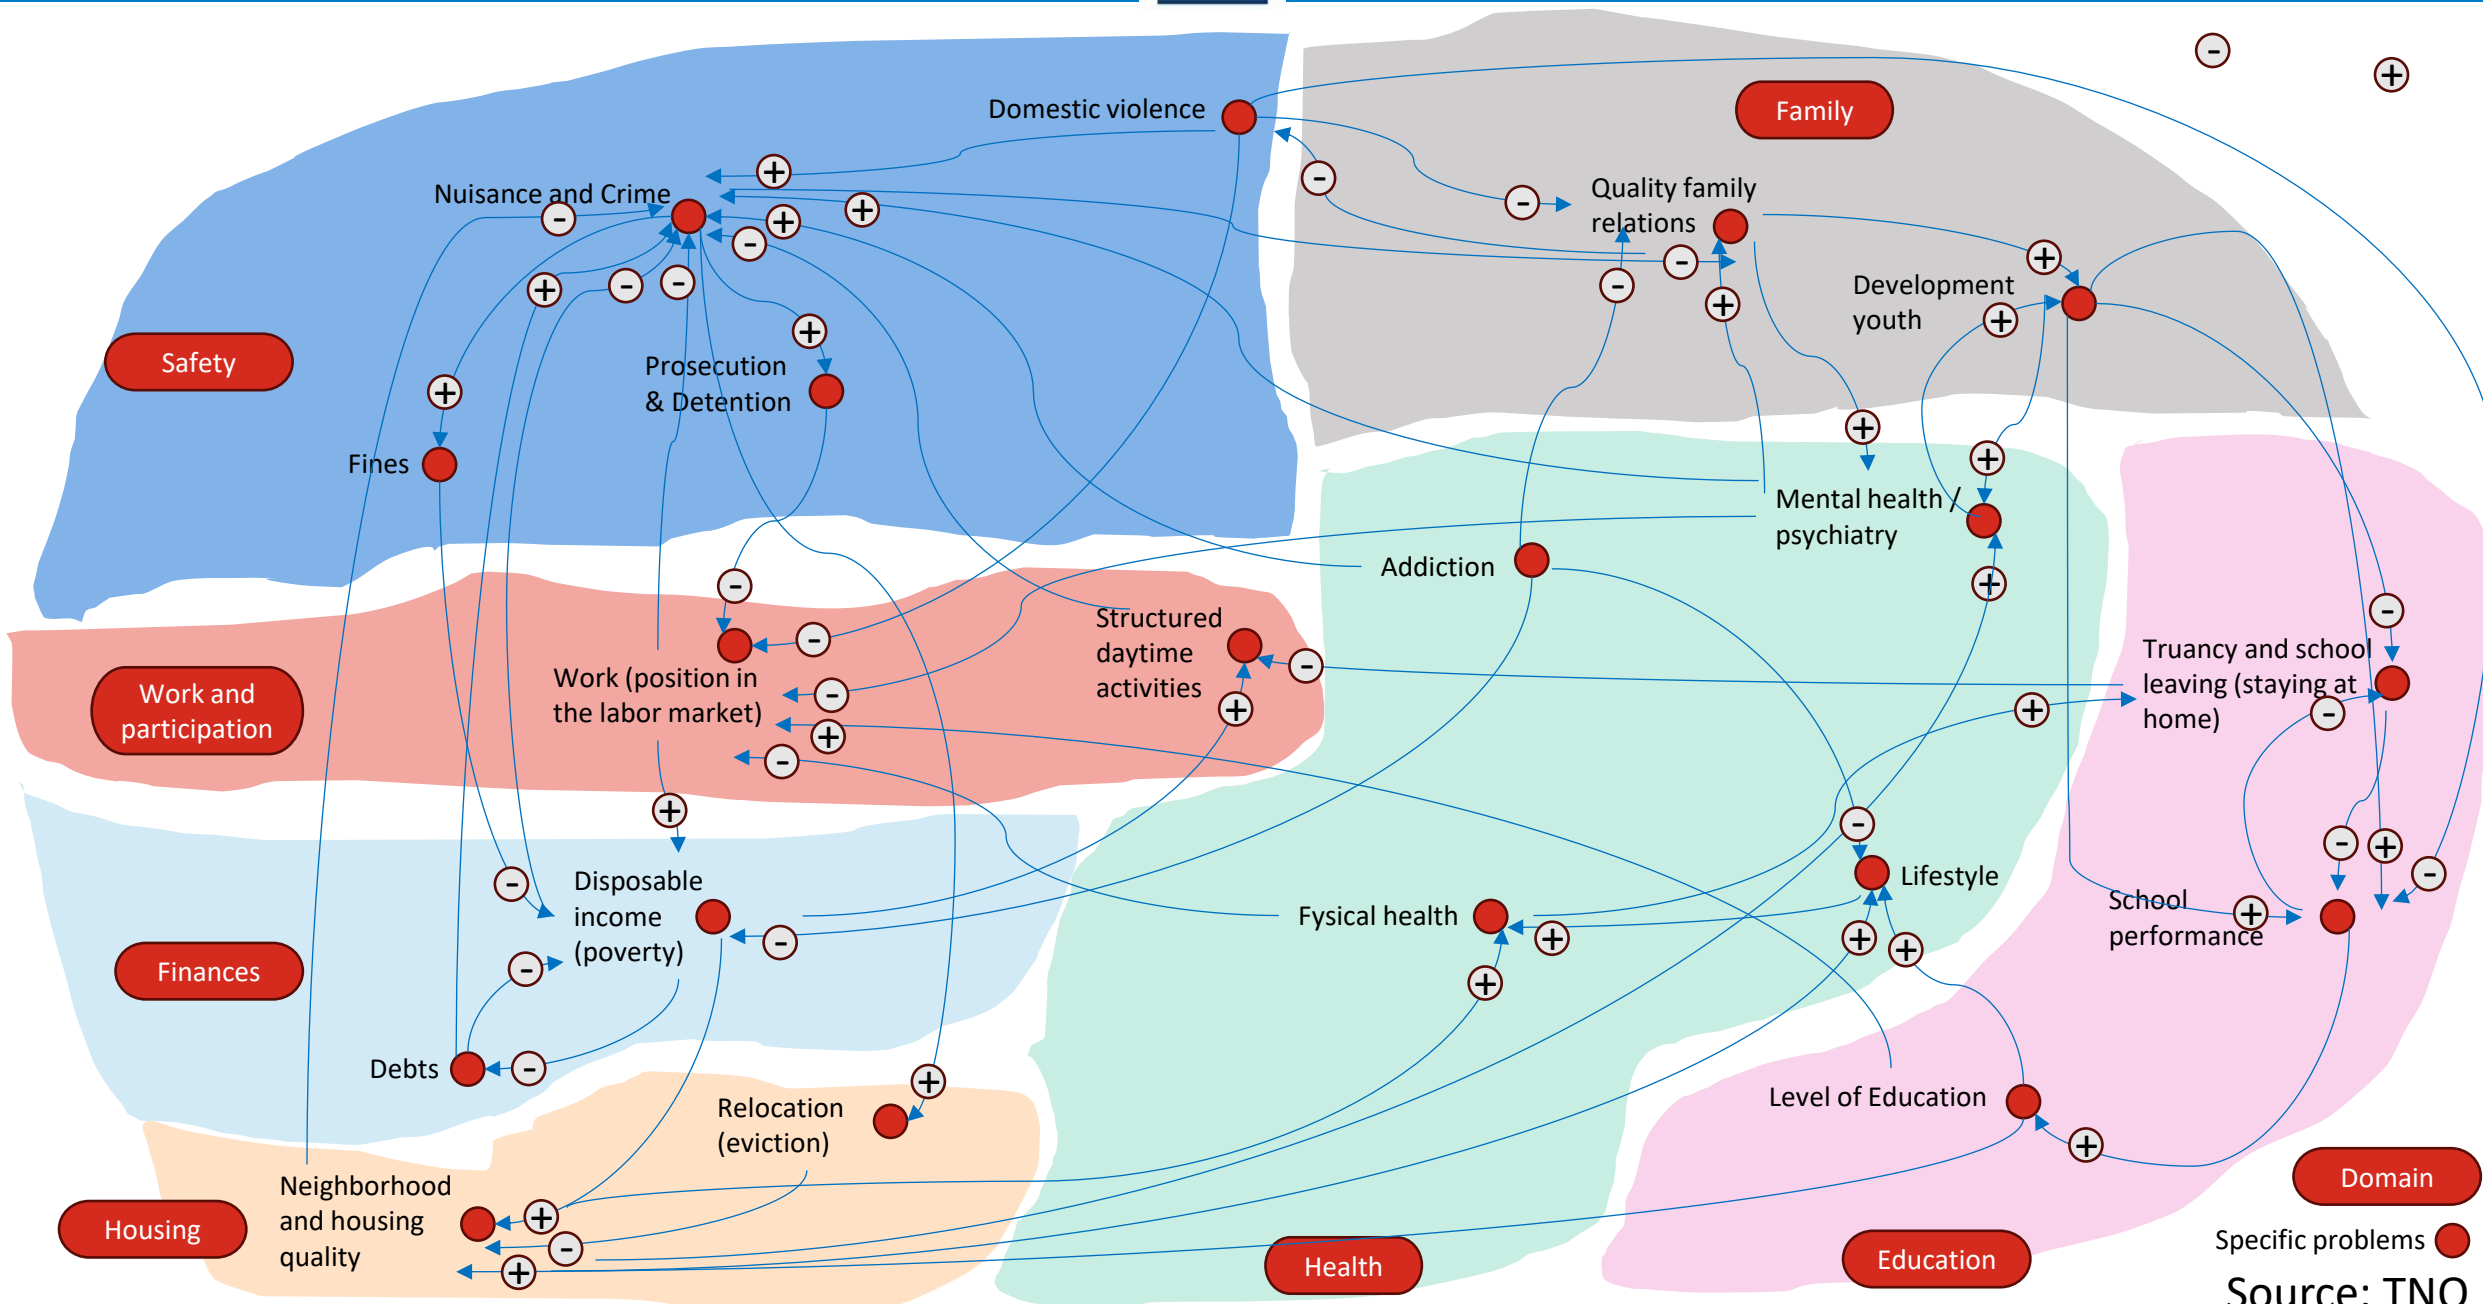 Domestic violence
Family
Nuisance and Crime
Quality family
relations
Development
youth
Safety
Prosecution
& Detention
Fines
Mental health /
psychiatry
Addiction
Structured
daytime
activities
Work and
participation
Work (position in
the labor market)
Truancy and school
leaving (staying at
home)
Disposable
income
(poverty)
Fysical health
Lifestyle
School
performance
Finances
Debts
Relocation
(eviction)
Level of Education
Neighborhood
and housing
quality
Housing
Health
Education
Domain
Specific problems
Source: TNO